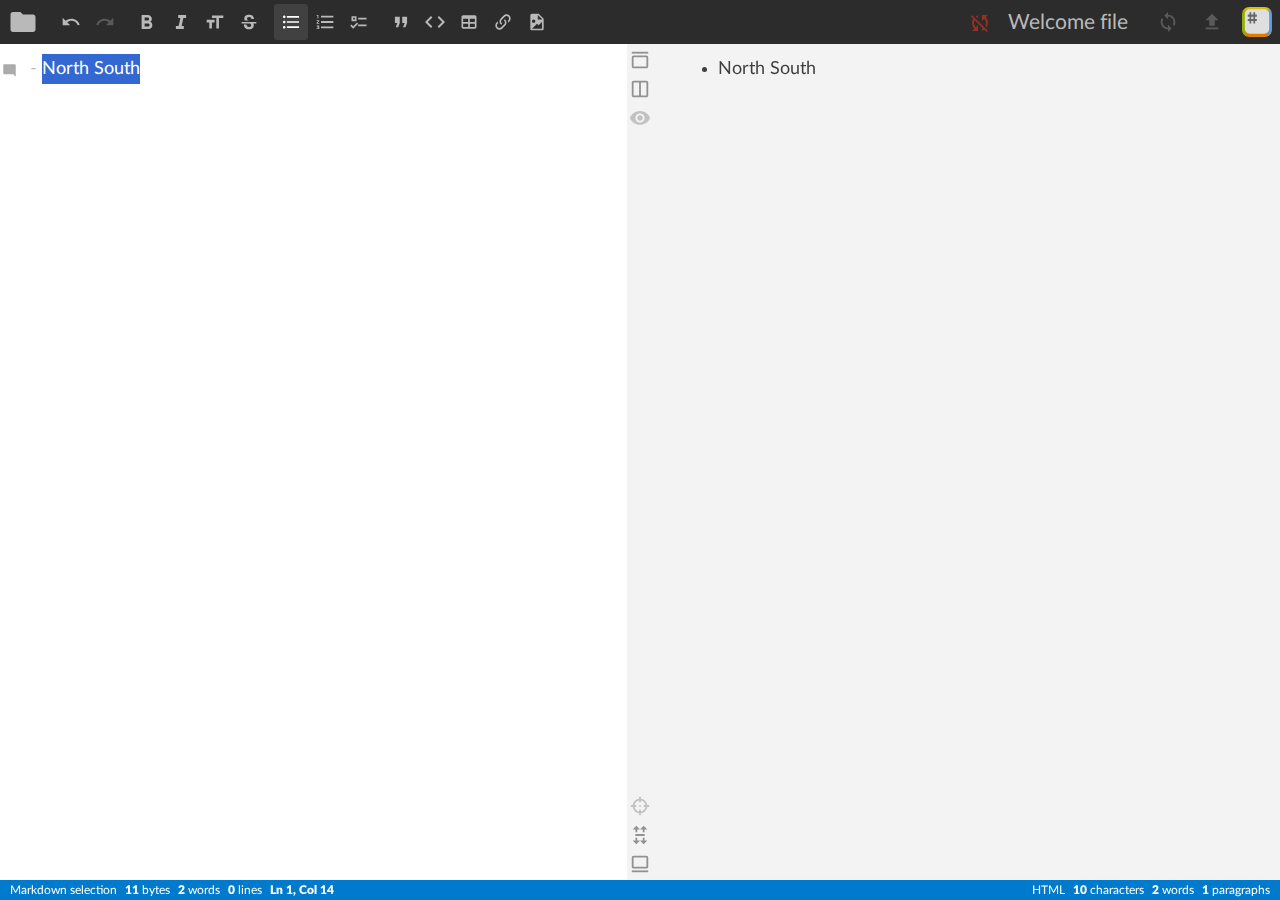 Welcome file
- North South
• North South
Markdown selection 11 bytes 2 words 0 lines Ln 1, Col 14
HTML 10 characters 2 words 1 paragraphs